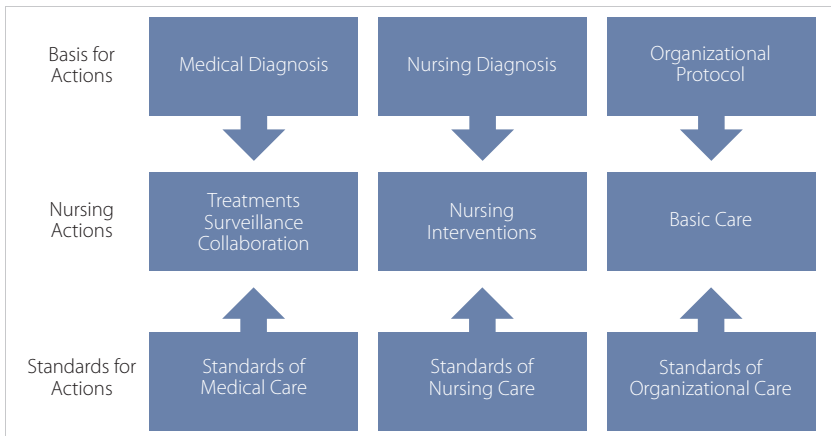 Basis for
Actions
Medical Diagnosis
Nursing Diagnosis
Organizational
Protocol
Nursing
Actions
Treatments
Surveillance
Collaboration
Nursing
Interventions
Basic Care
Standards for
Actions
Standards of
Medical Care
Standards of
Nursing Care
Standards of
Organizational Care